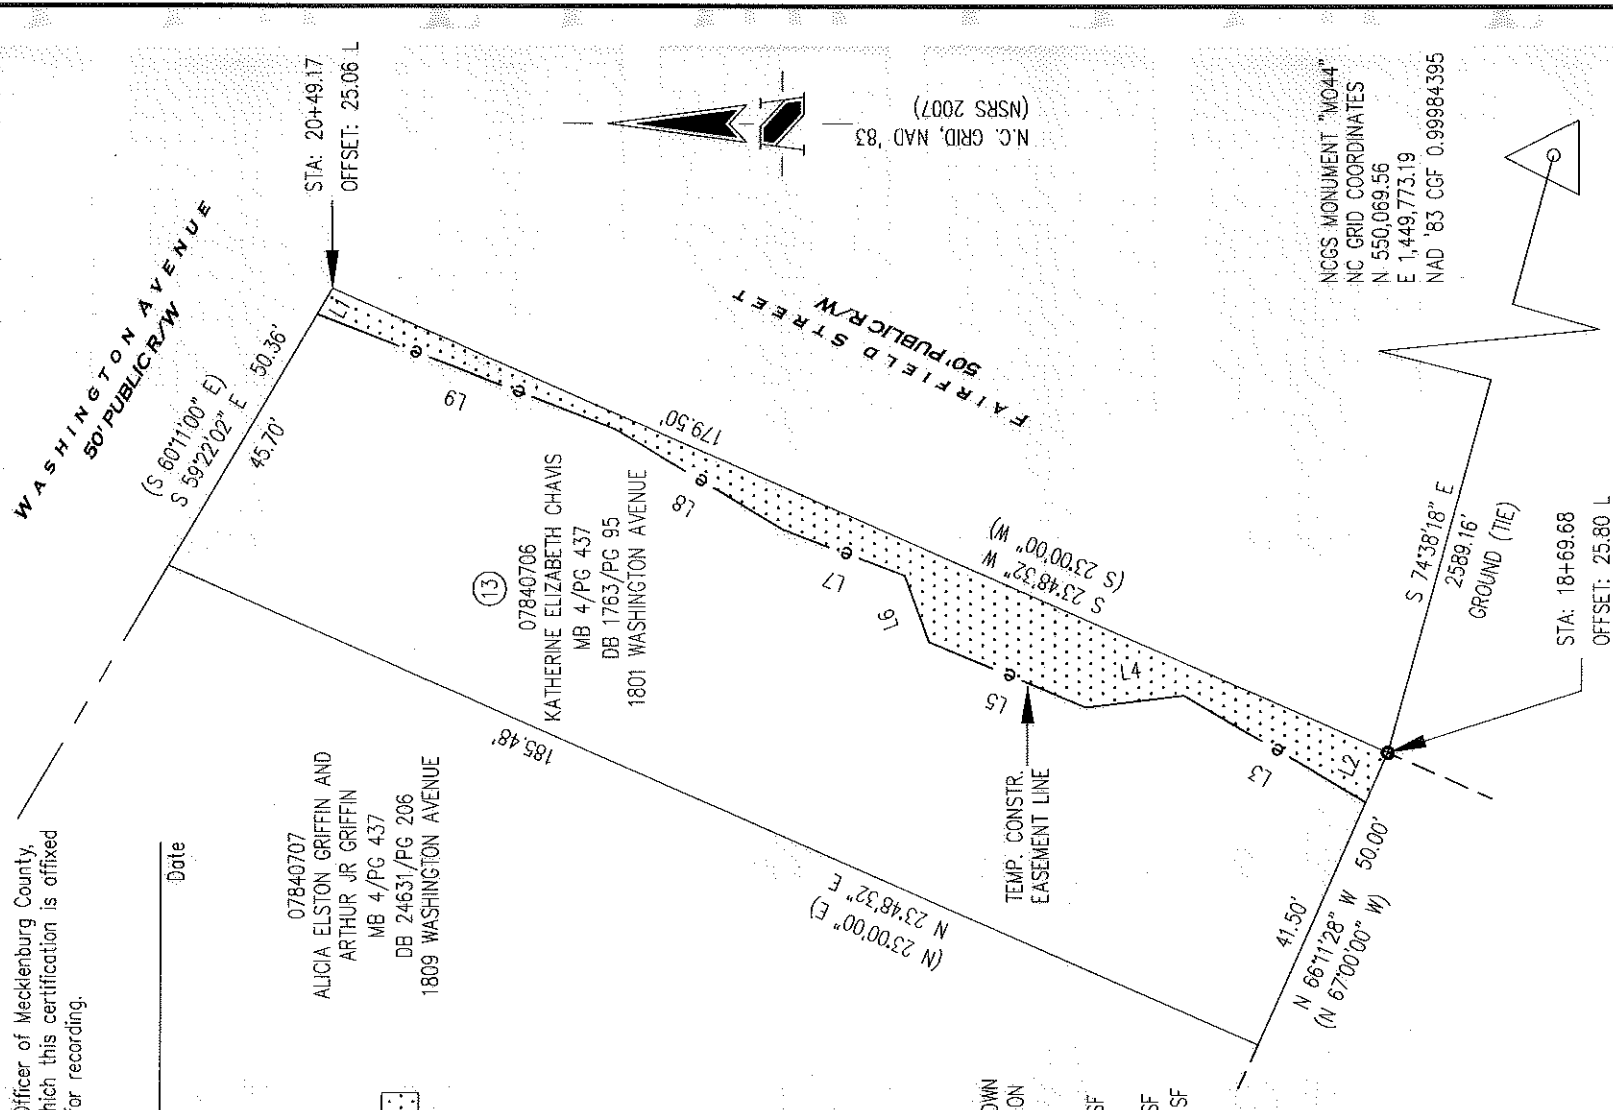 Officer of Mecklenburg County,
which this certification is affixed
for recording.
Date
WASHINGTON AVENUE
50' PUBLIC R/W
(S 60°11'00" E)
S 59°22'02" E 50.36'
45.70'
STA: 20+49.17
OFFSET: 25.06 L
N.C. GRID, NAD '83
(NSRS 2007)
L1
L9
179.50'
FAIRFIELD STREET
50' PUBLIC R/W
13
07840706
KATHERINE ELIZABETH CHAVIS
MB 4/PG 437
DB 1763/PG 95
1801 WASHINGTON AVENUE
L8
L7
L6
S 23°48'32" W
(S 23°00'00" W)
NCGS MONUMENT "M044"
NC GRID COORDINATES
N 550,069.56
E 1,449,773.19
NAD '83 CGF 0.99984395
07840707
ALICIA ELSTON GRIFFIN AND
ARTHUR JR GRIFFIN
MB 4/PG 437
DB 24631/PG 206
1809 WASHINGTON AVENUE
185.48'
N 23°48'32" E
(N 23°00'00" E)
L5
L4
TEMP. CONSTR.
EASEMENT LINE
L3
L2
S 74°38'18" E
2589.16'
GROUND (TIE)
STA: 18+69.68
OFFSET: 25.80 L
41.50'
N 66°11'28" W 50.00'
(N 67°00'00" W)
OWN
ON
SF
SF
SF